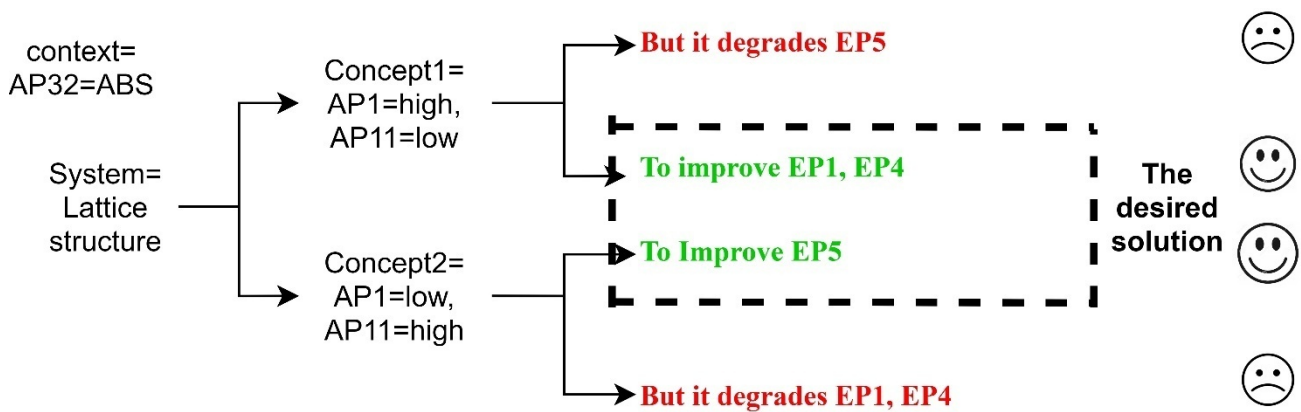 context=
AP32=ABS
System=
Lattice
structure
Concept1=
AP1=high,
AP11=low
Concept2=
AP1=low,
AP11=high
But it degrades EP5
To improve EP1, EP4
To Improve EP5
But it degrades EP1, EP4
The
desired
solution